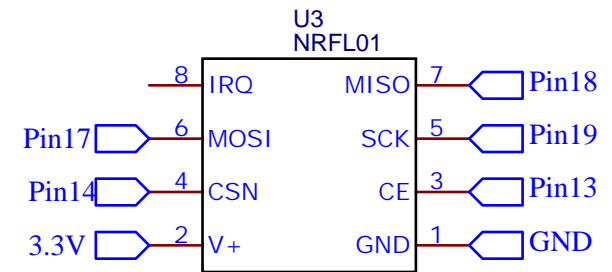 U3
NRFL01
8 IRQ MISO 7 Pin18
Pin17 6 MOSI SCK 5 Pin19
Pin14 4 CSN CE 3 Pin13
3.3V 2 V+ GND 1 GND